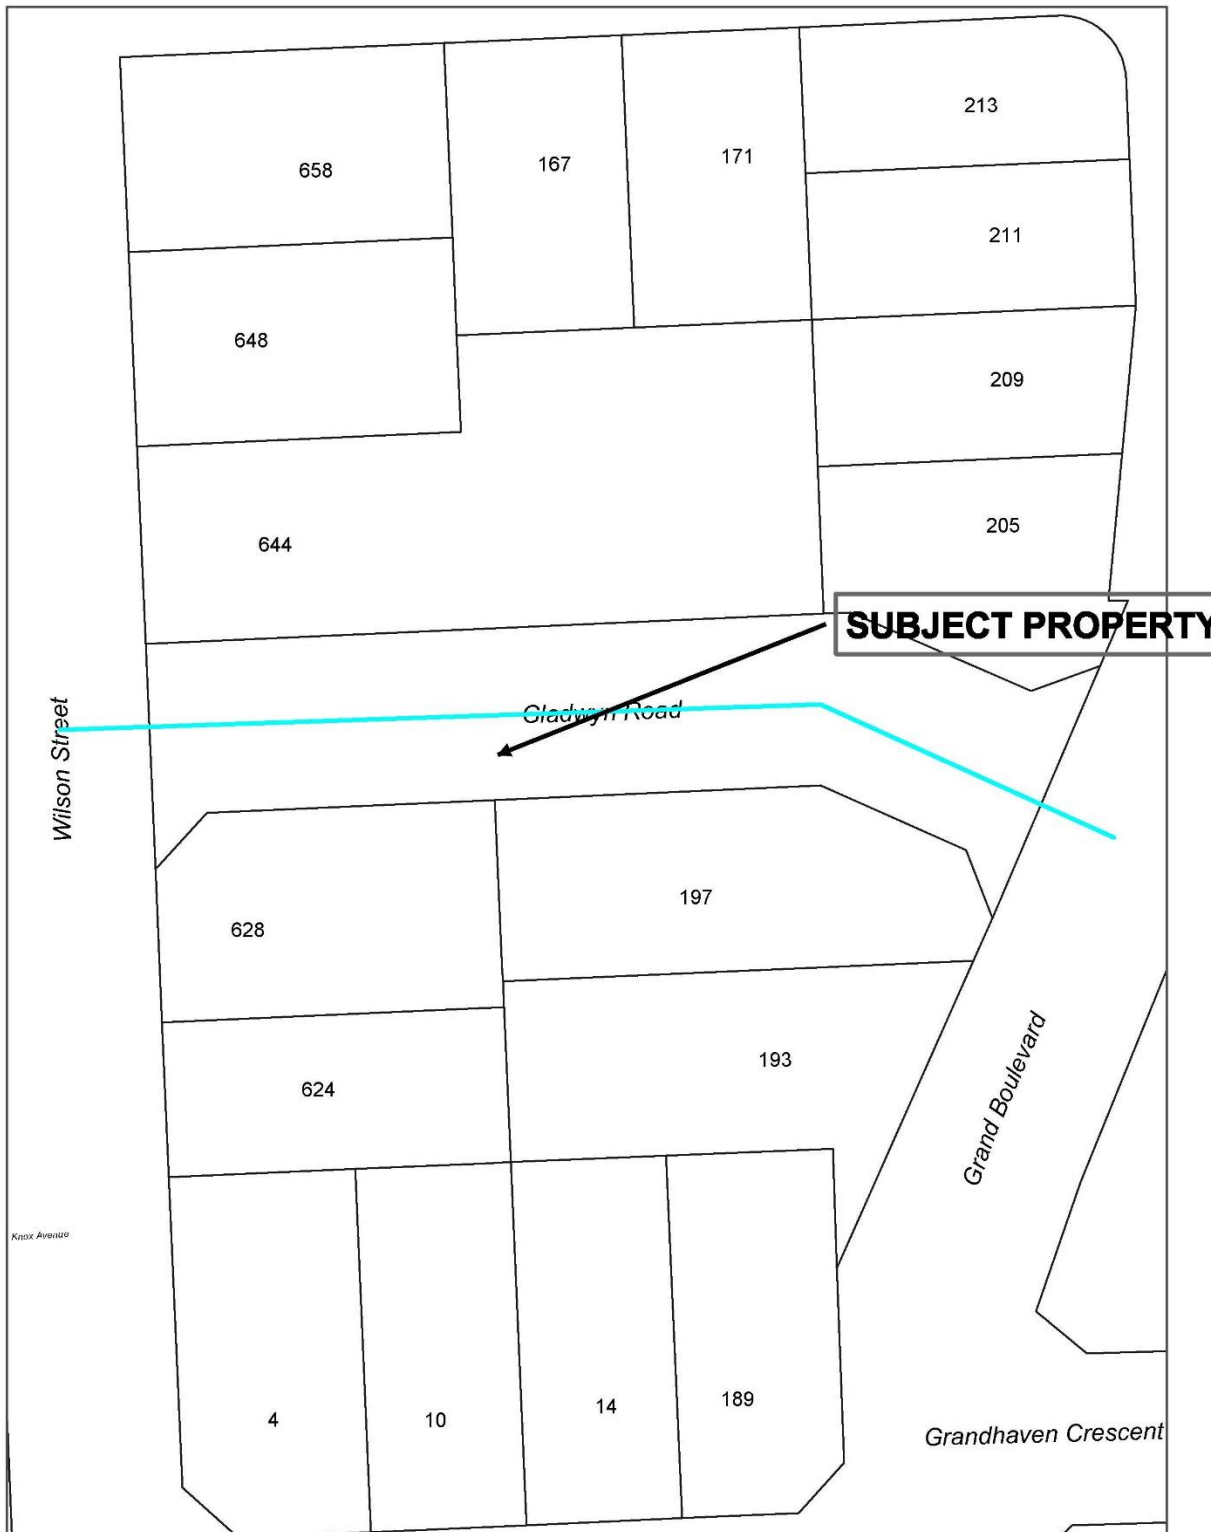 213
658
167
171
211
648
209
644
205
SUBJECT PROPERTY
Gladwyn Road
Wilson Street
628
197
624
193
Grand Boulevard
Knox Avenue
4
10
14
189
Grandhaven Crescent